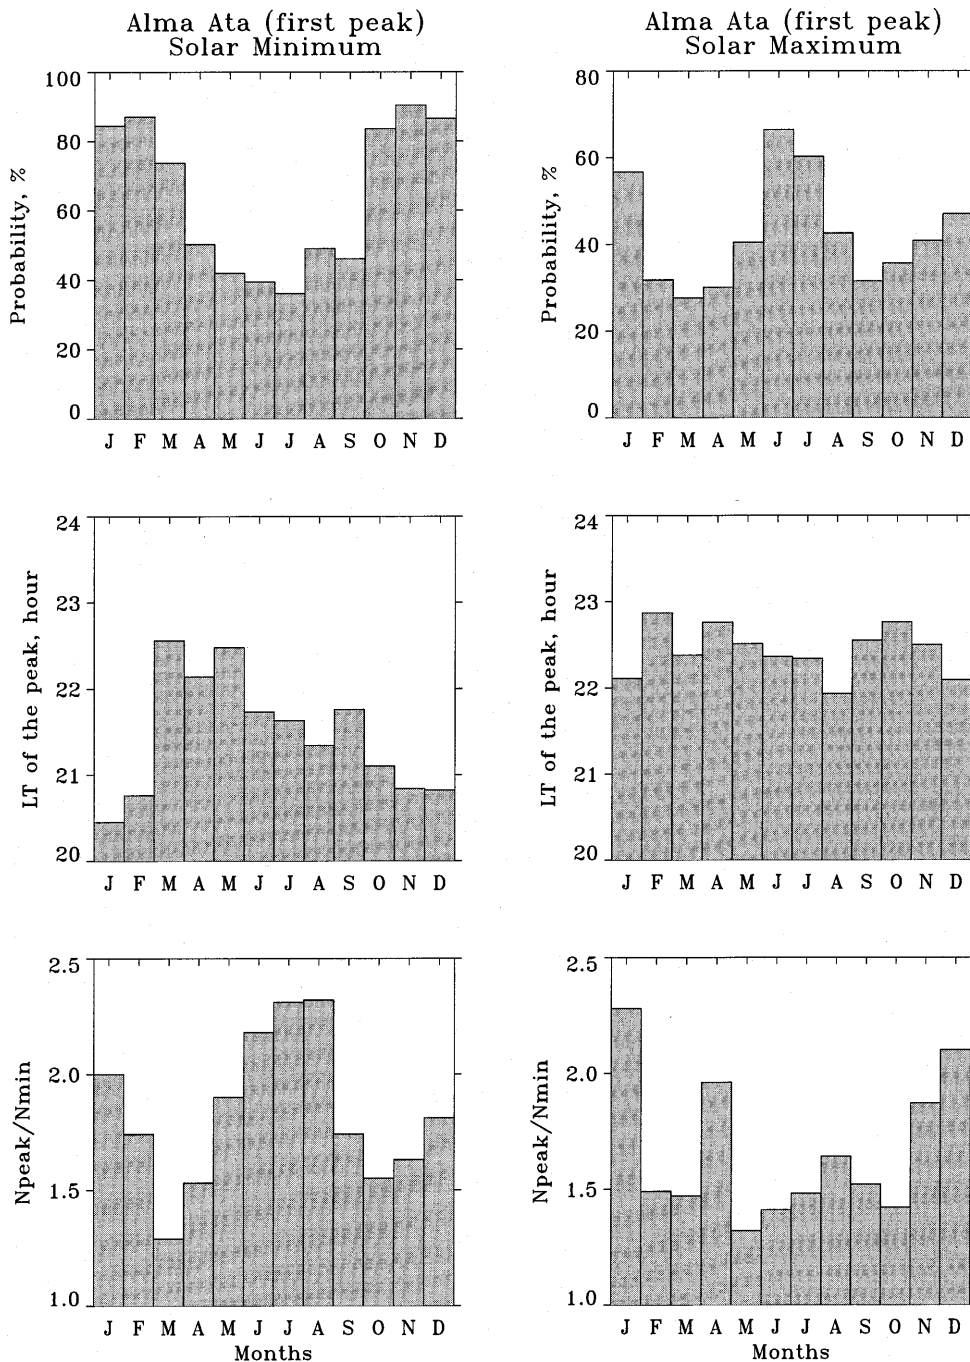 Alma Ata (first peak)
Solar Minimum
100
80
60
40
20
0
Probability, %
J F M A M J J A S O N D
Alma Ata (first peak)
Solar Maximum
80
60
40
20
0
Probability, %
J F M A M J J A S O N D
24
23
22
21
20
LT of the peak, hour
J F M A M J J A S O N D
24
23
22
21
20
LT of the peak, hour
J F M A M J J A S O N D
2.5
2.0
1.5
1.0
Npeak/Nmin
J F M A M J J A S O N D
Months
2.5
2.0
1.5
1.0
Npeak/Nmin
J F M A M J J A S O N D
Months